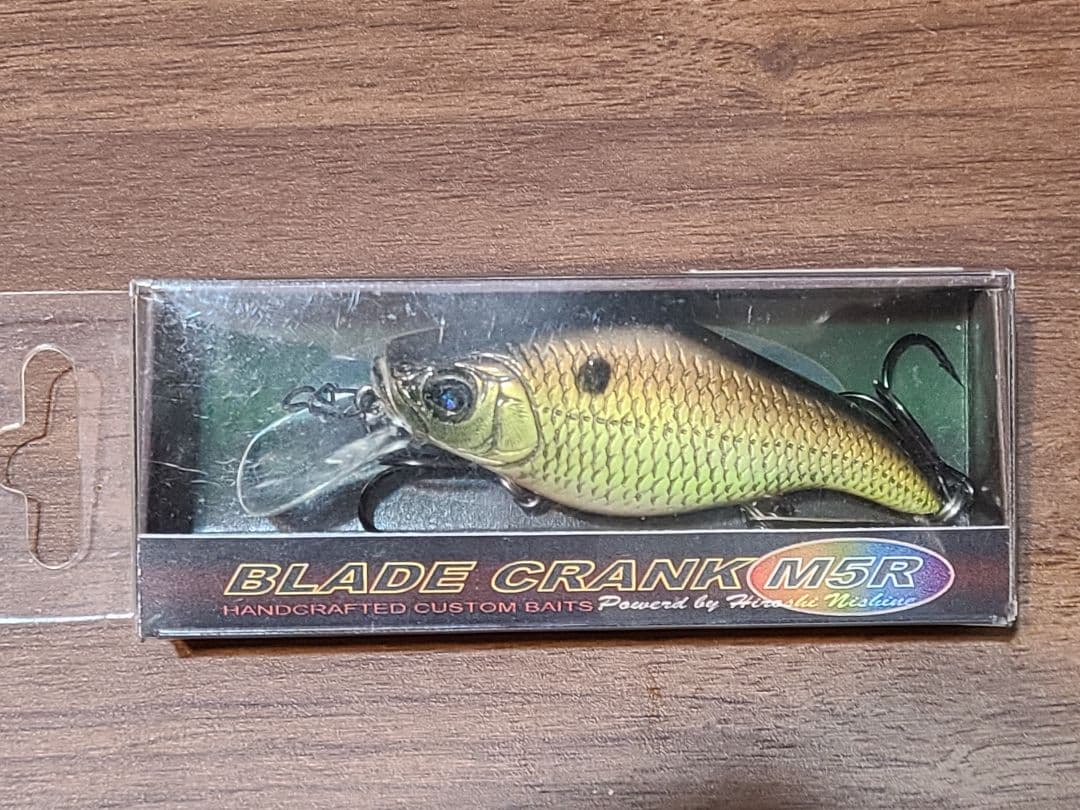 BLADE CRANK M5R
HANDCRAFTED CUSTOM BAITS Powerd by Hiroshi Nishine